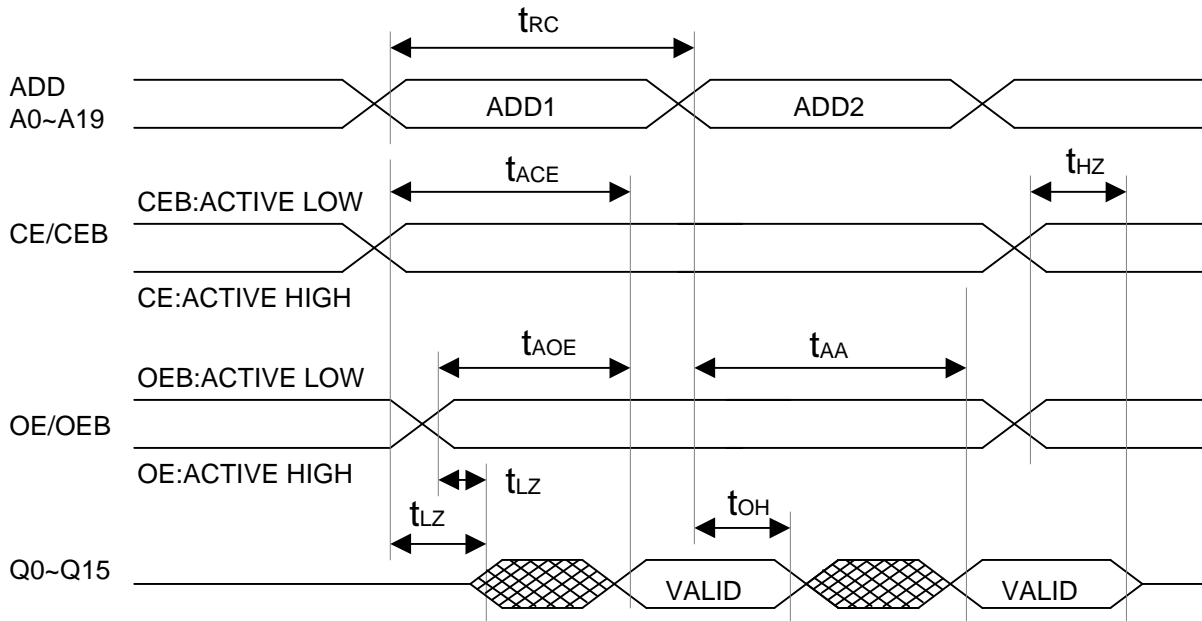 tRC
ADD
A0~A19
ADD1
ADD2
tACE
tHZ
CEB:ACTIVE LOW
CE/CEB
CE:ACTIVE HIGH
tAOE
tAA
OEB:ACTIVE LOW
OE/OEB
OE:ACTIVE HIGH
tLZ
tLZ
tOH
Q0~Q15
VALID
VALID